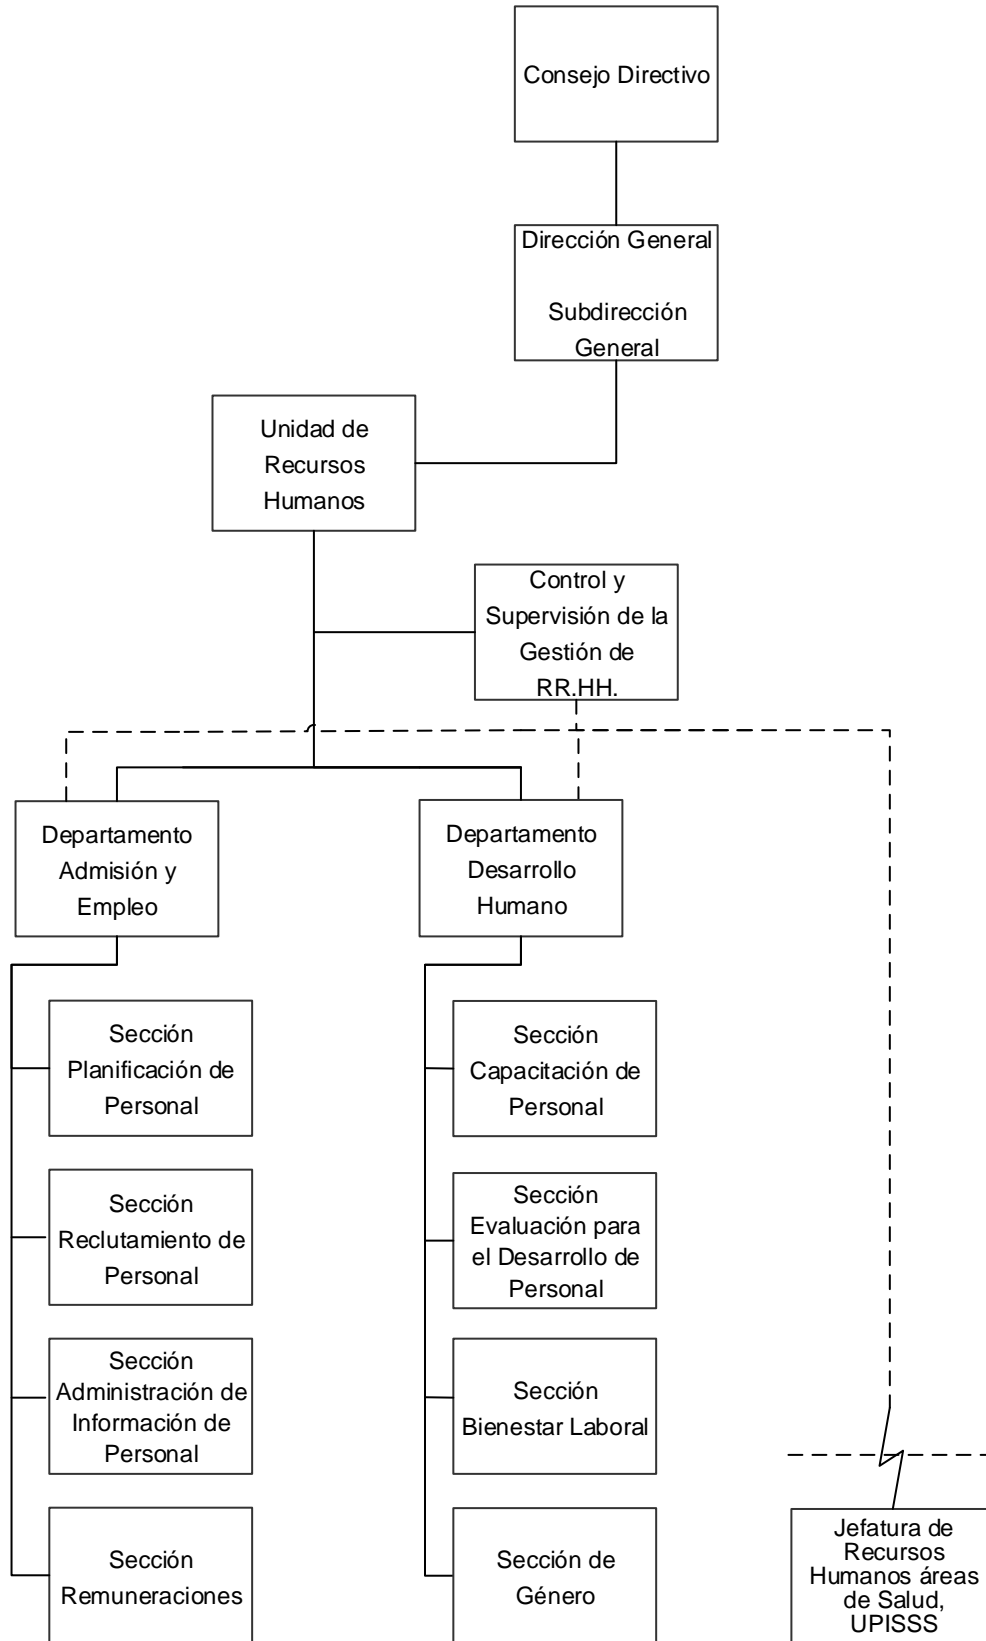 Consejo Directivo
Dirección General
Subdirección
General
Unidad de
Recursos
Humanos
Control y
Supervisión de la
Gestión de
RR.HH.
Departamento
Admisión y
Empleo
Departamento
Desarrollo
Humano
Sección
Planificación de
Personal
Sección
Reclutamiento de
Personal
Sección
Administración de
Información de
Personal
Sección
Remuneraciones
Sección
Capacitación de
Personal
Sección
Evaluación para
el Desarrollo de
Personal
Sección
Bienestar Laboral
Sección de
Género
Jefatura de
Recursos
Humanos áreas
de Salud,
UPISSS